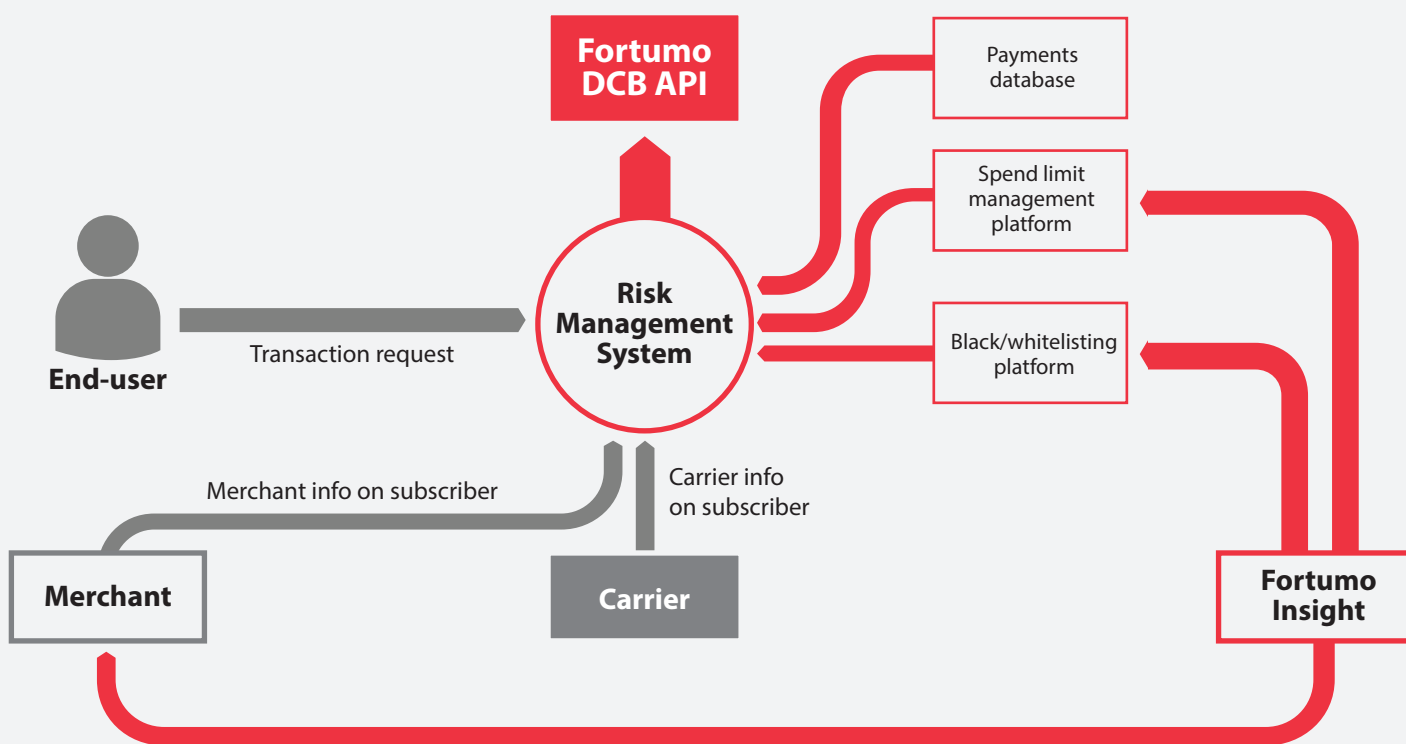 Fortumo
DCB API
Payments
database
Spend limit
management
platform
Risk
Management
System
Black/whitelisting
platform
Transaction request
End-user
Merchant info on subscriber
Carrier info
on subscriber
Merchant
Carrier
Fortumo
Insight